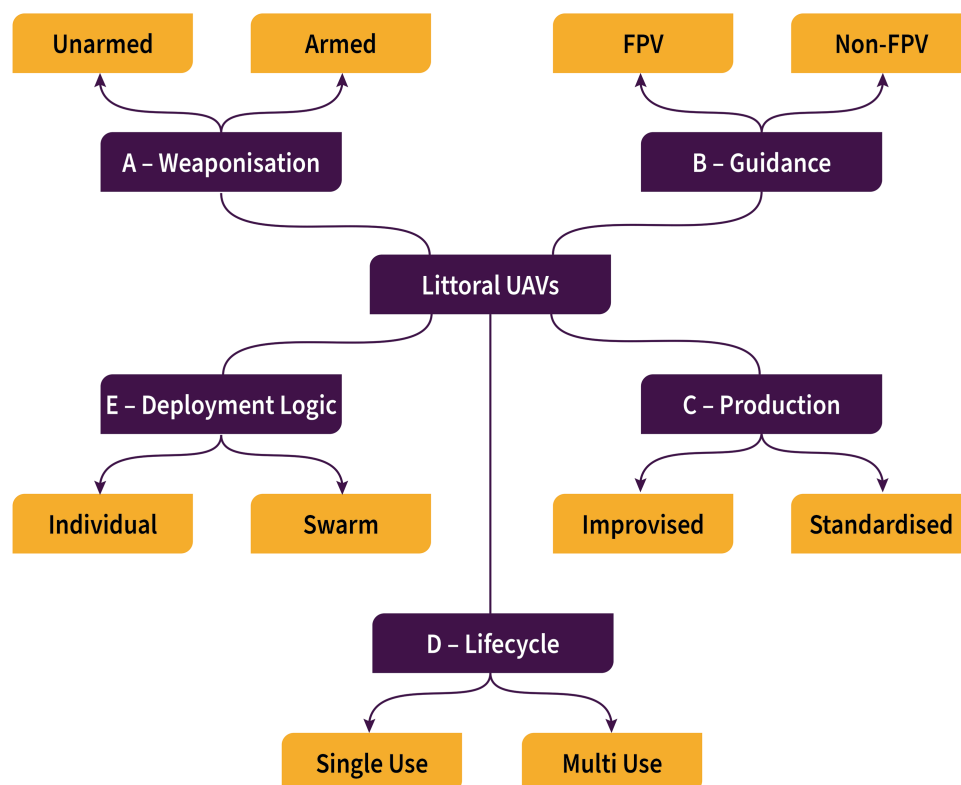 Unarmed
Armed
FPV
Non-FPV
A – Weaponisation
B – Guidance
Littoral UAVs
E – Deployment Logic
C – Production
Individual
Swarm
Improvised
Standardised
D – Lifecycle
Single Use
Multi Use